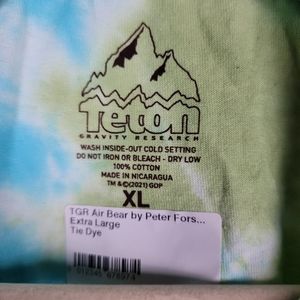 Teton
GRAVITY RESEARCH
WASH INSIDE-OUT COLD SETTING
DO NOT IRON OR BLEACH - DRY LOW
100% COTTON
MADE IN NICARAGUA
TM &©(2021) GDP
XL
TGR Air Bear by Peter Fors...
Extra Large
Tie Dye